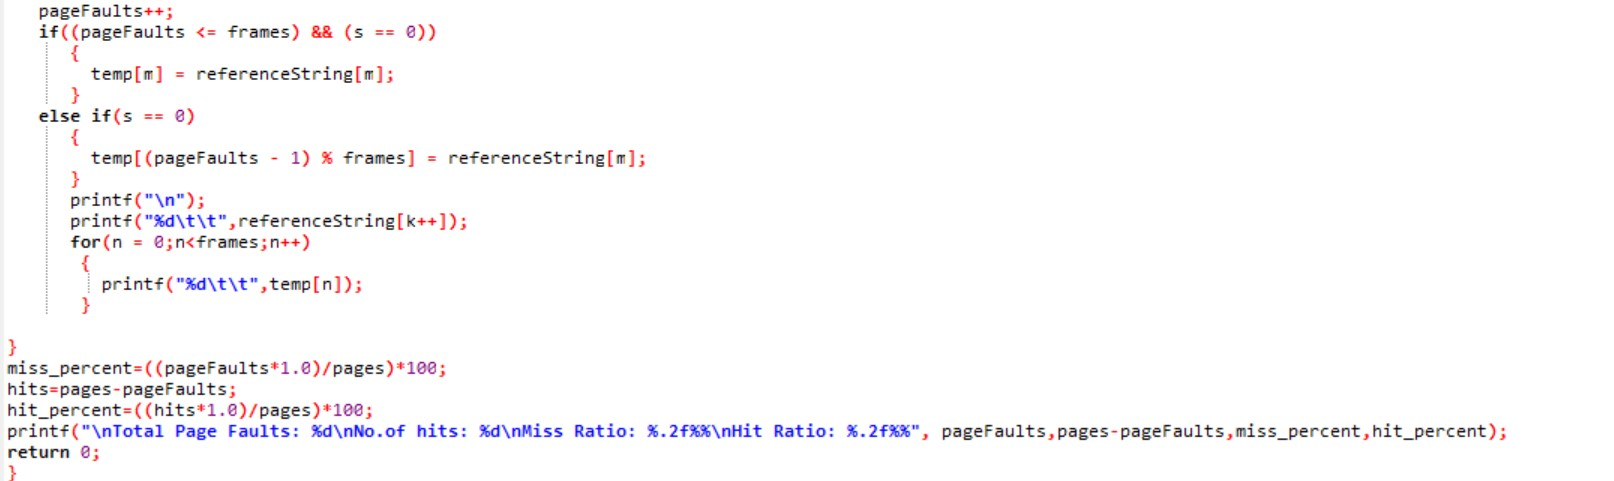 pageFaults++;
if((pageFaults <= frames) && (s == 0))
{
temp[m] = referenceString[m];
}
else if(s == 0)
{
temp[(pageFaults - 1) % frames] = referenceString[m];
}
printf("\n");
printf("%d\t\t",referenceString[k++]);
for(n = 0;n<frames;n++)
{
printf("%d\t\t",temp[n]);
}
}
miss_percent=((pageFaults*1.0)/pages)*100;
hits=pages-pageFaults;
hit_percent=((hits*1.0)/pages)*100;
printf("\nTotal Page Faults: %d\nNo.of hits: %d\nMiss Ratio: %.2f%%\nHit Ratio: %.2f%%", pageFaults,pages-pageFaults,miss_percent,hit_percent);
return 0;
}